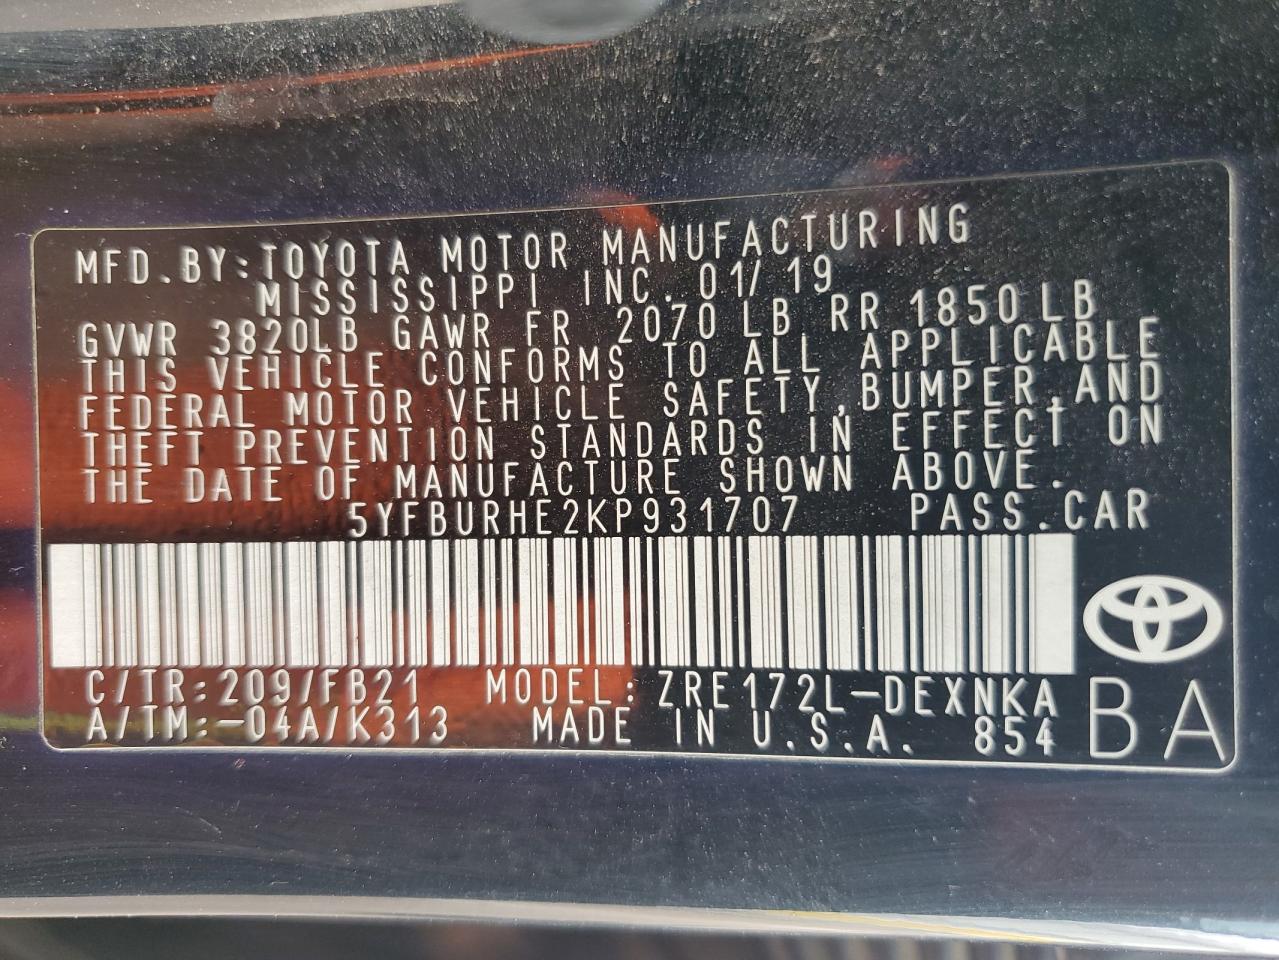 MFD.BY:TOYOTA MOTOR MANUFACTURING
MISSISSIPPI INC. 01/19
GVWR 3820LB GAWR FR 2070 LB RR 1850 LB
THIS VEHICLE CONFORMS TO ALL APPLICABLE
FEDERAL MOTOR VEHICLE SAFETY,BUMPER,AND
THEFT PREVENTION STANDARDS IN EFFECT ON
THE DATE OF MANUFACTURE SHOWN ABOVE.
5YFBURHE2KP931707 PASS.CAR
C/TR:209/FB21 MODEL:ZRE172L-DEXNKA
A/TM:-04A/K313 MADE IN U.S.A. 854
BA